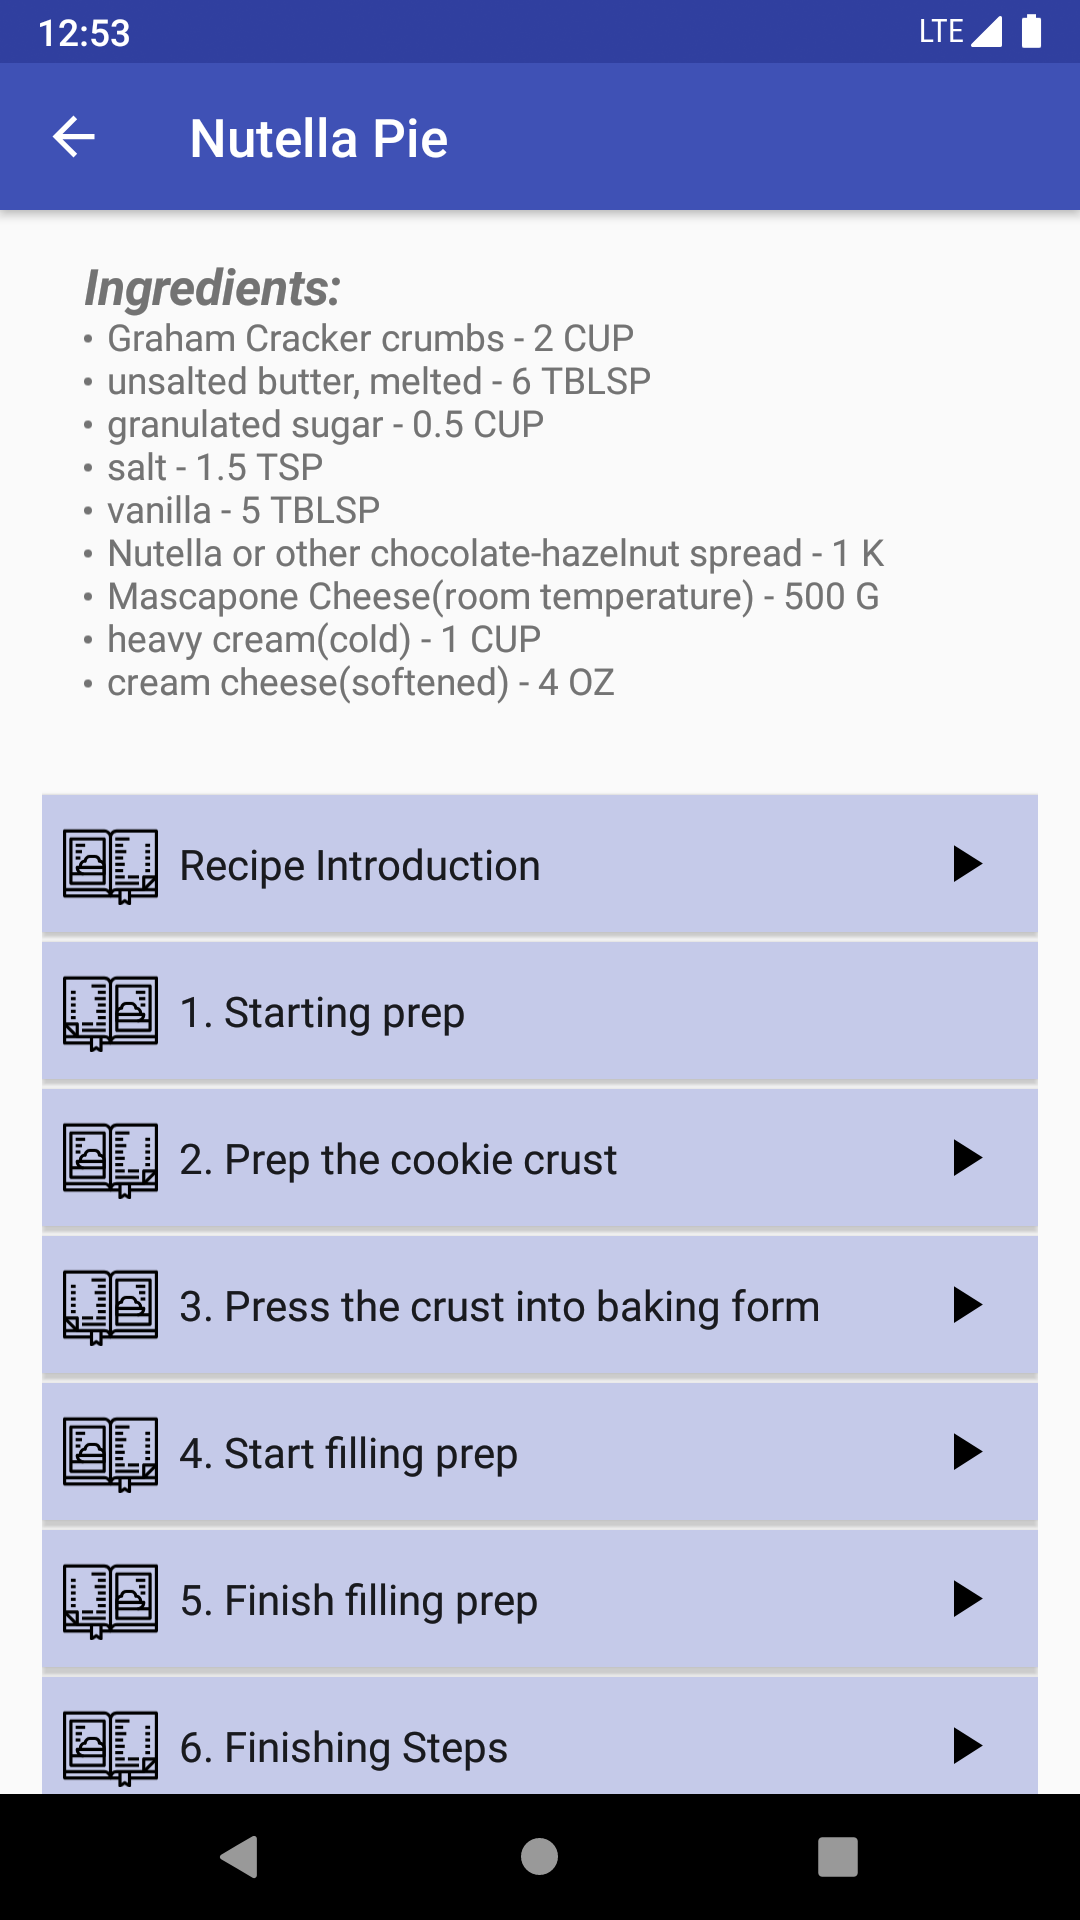 12:53 LTE
Nutella Pie
Ingredients:
• Graham Cracker crumbs - 2 CUP
• unsalted butter, melted - 6 TBLSP
• granulated sugar - 0.5 CUP
• salt - 1.5 TSP
• vanilla - 5 TBLSP
• Nutella or other chocolate-hazelnut spread - 1 K
• Mascapone Cheese(room temperature) - 500 G
• heavy cream(cold) - 1 CUP
• cream cheese(softened) - 4 OZ
Recipe Introduction
1. Starting prep
2. Prep the cookie crust
3. Press the crust into baking form
4. Start filling prep
5. Finish filling prep
6. Finishing Steps